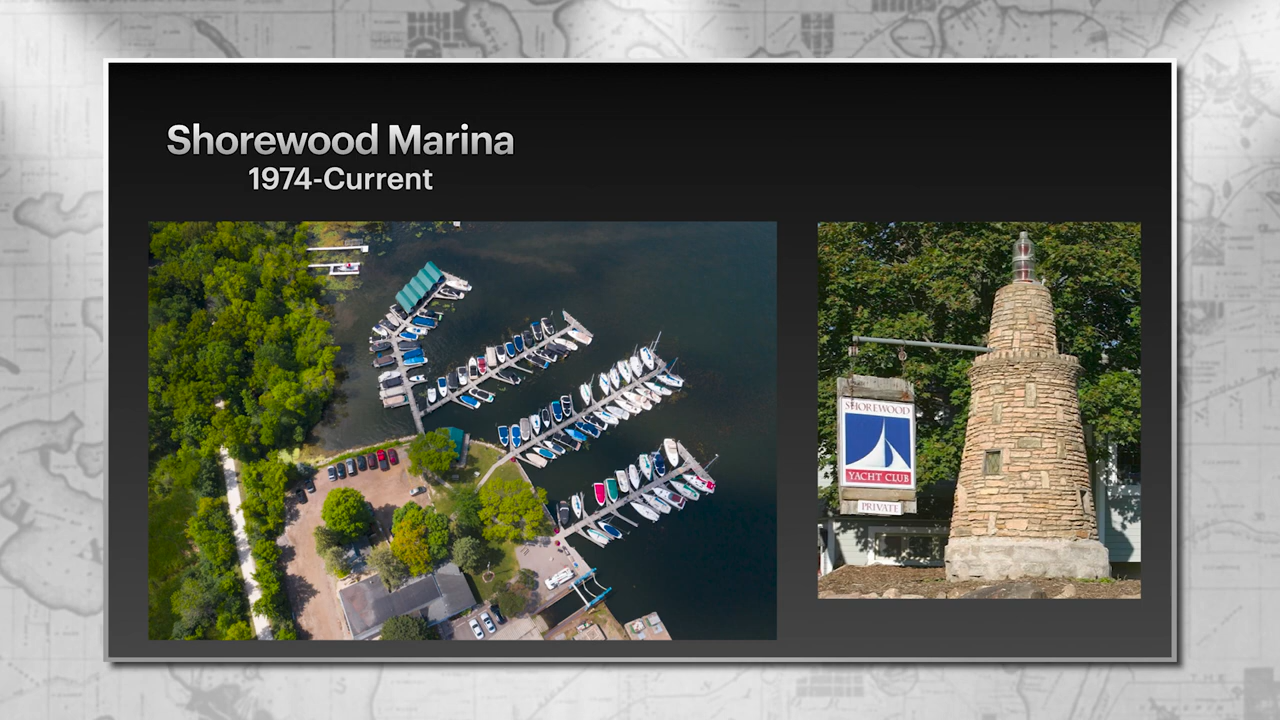 Shorewood Marina
1974-Current
SHOREWOOD
YACHT CLUB
PRIVATE